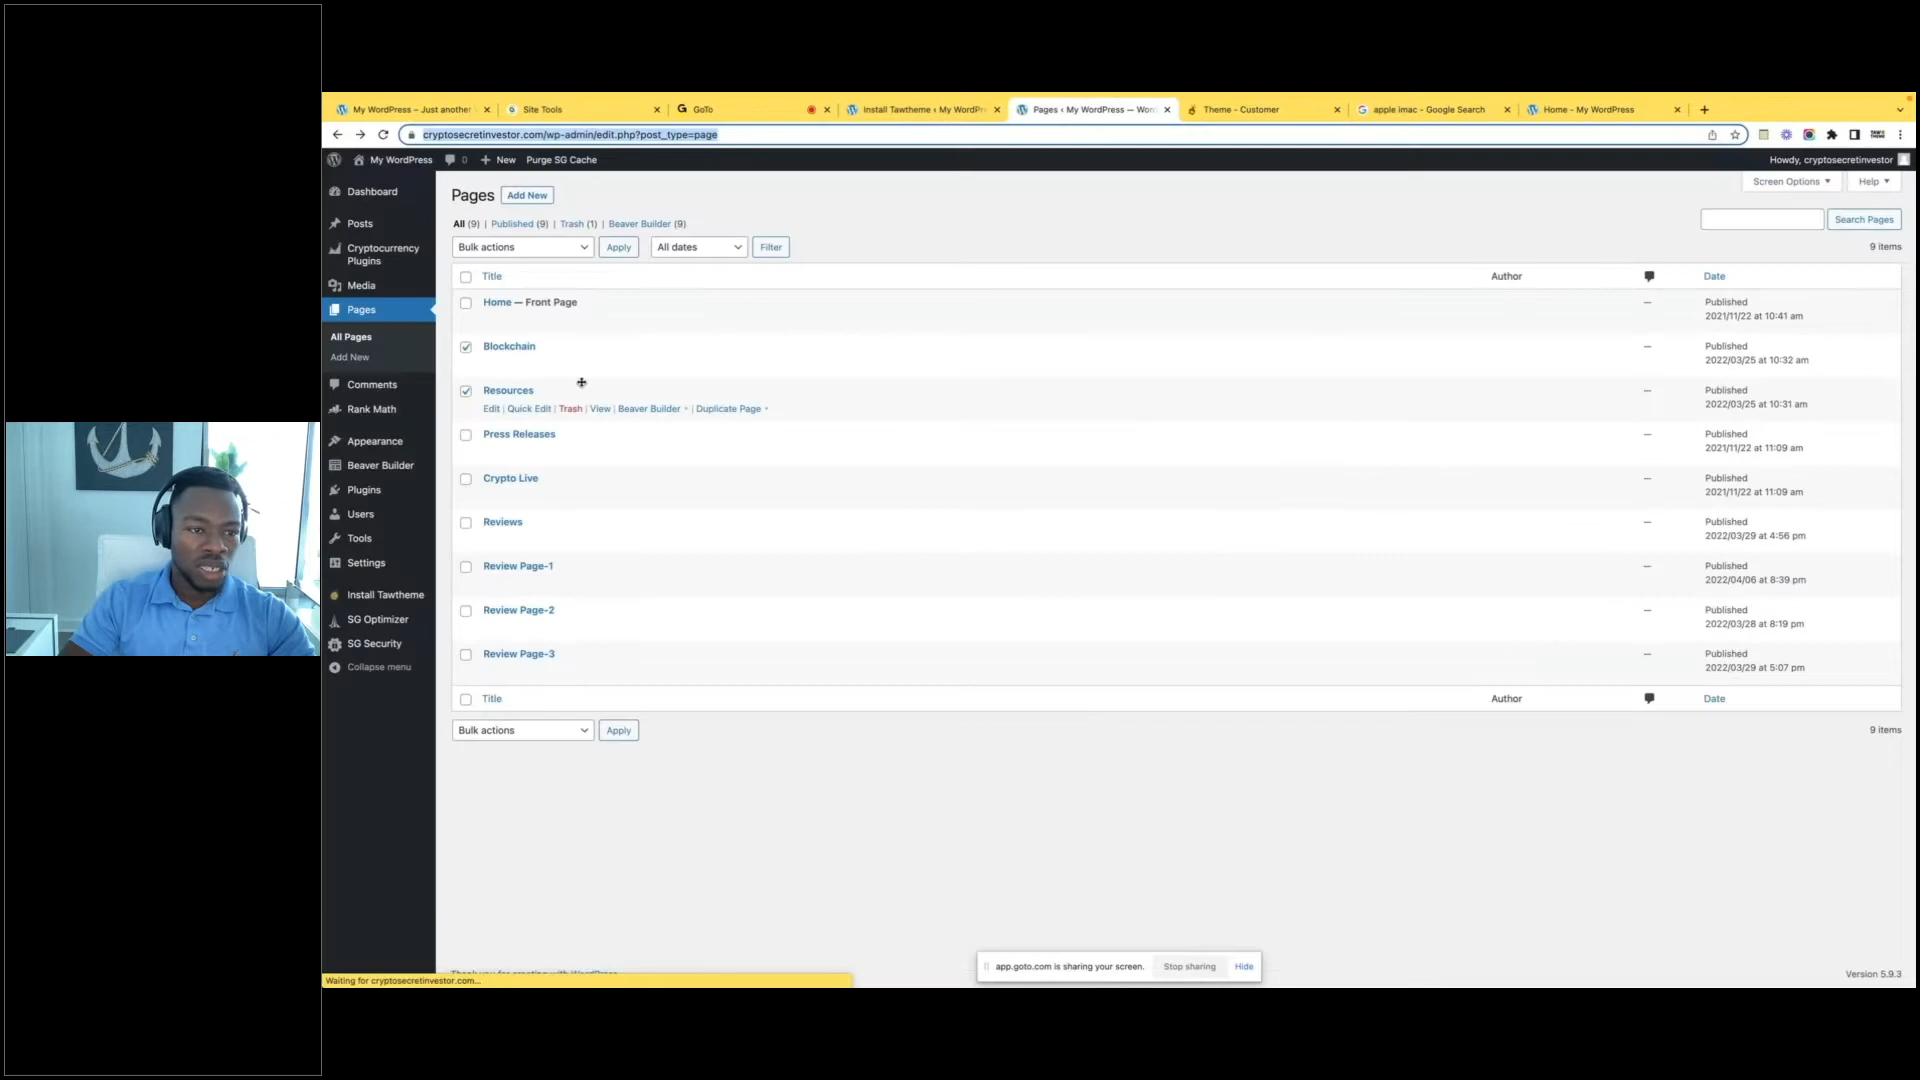 My WordPress – Just another
Site Tools
GoTo
Install Tawtheme ‹ My WordPr
Pages ‹ My WordPress — Wor
Theme - Customer
apple imac - Google Search
Home - My WordPress
cryptosecretinvestor.com/wp-admin/edit.php?post_type=page
My WordPress
0
New
Purge SG Cache
Howdy, cryptosecretinvestor
Dashboard
Posts
Cryptocurrency
Plugins
Media
Pages
All Pages
Add New
Comments
Rank Math
Appearance
Beaver Builder
Plugins
Users
Tools
Settings
Install Tawtheme
SG Optimizer
SG Security
Collapse menu
Pages
Add New
Screen Options
Help
All (9) | Published (9) | Trash (1) | Beaver Builder (9)
Search Pages
Bulk actions
Apply
All dates
Filter
9 items
Title
Author
Date
Home — Front Page
Published
2021/11/22 at 10:41 am
Blockchain
Published
2022/03/25 at 10:32 am
Resources
Edit | Quick Edit | Trash | View | Beaver Builder | Duplicate Page
Published
2022/03/25 at 10:31 am
Press Releases
Published
2021/11/22 at 11:09 am
Crypto Live
Published
2021/11/22 at 11:09 am
Reviews
Published
2022/03/29 at 4:56 pm
Review Page-1
Published
2022/04/06 at 8:39 pm
Review Page-2
Published
2022/03/28 at 8:19 pm
Review Page-3
Published
2022/03/29 at 5:07 pm
Title
Author
Date
Bulk actions
Apply
9 items
app.goto.com is sharing your screen.
Stop sharing
Hide
Version 5.9.3
Waiting for cryptosecretinvestor.com...